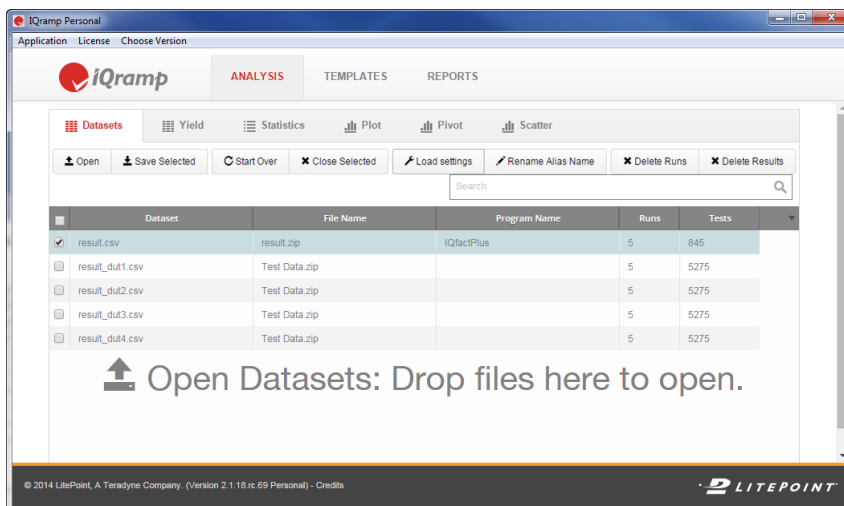 IQramp Personal
Application License Choose Version
iQramp ANALYSIS TEMPLATES REPORTS
Datasets Yield Statistics Plot Pivot Scatter
Open Save Selected Start Over Close Selected Load settings Rename Alias Name Delete Runs Delete Results
Search
Dataset File Name Program Name Runs Tests
result.csv result.zip IQfactPlus 5 845
result_dut1.csv Test Data.zip 5 5275
result_dut2.csv Test Data.zip 5 5275
result_dut3.csv Test Data.zip 5 5275
result_dut4.csv Test Data.zip 5 5275
Open Datasets: Drop files here to open.
© 2014 LitePoint, A Teradyne Company. (Version 2.1.18.rc.69 Personal) - Credits LITEPOINT